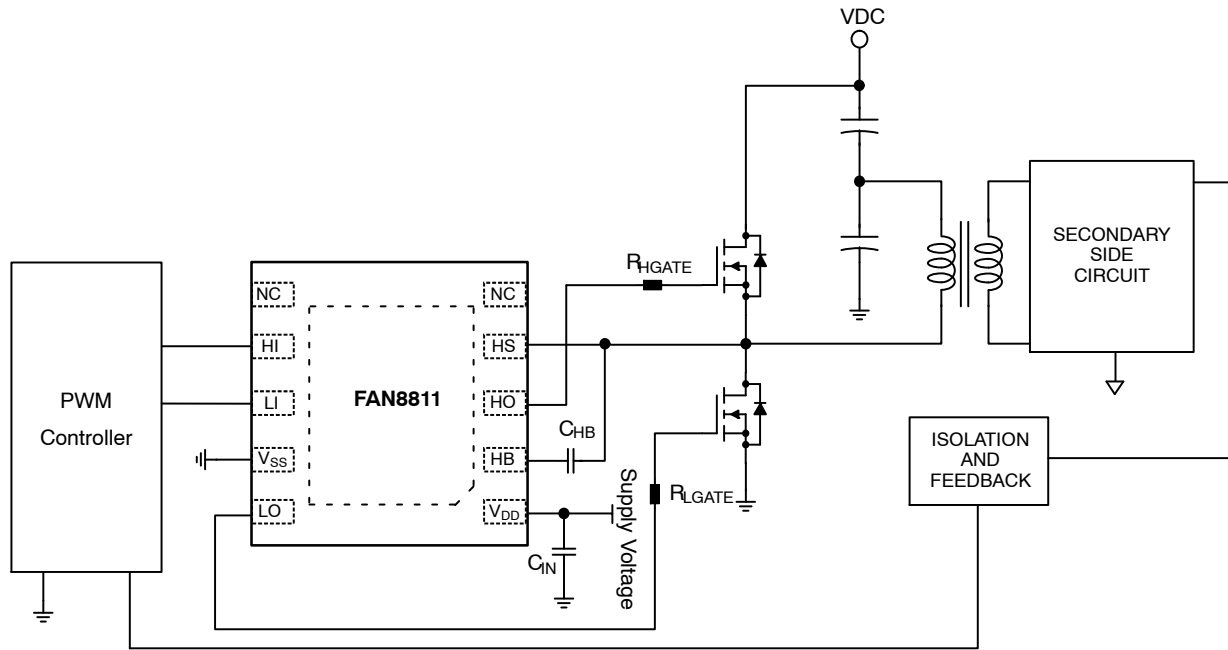 VDC
SECONDARY
SIDE
CIRCUIT
RHGATE
NC
NC
HI
HS
PWM
Controller
LI
FAN8811
HO
CHB
VSS
HB
ISOLATION
AND
FEEDBACK
RLGATE
LO
VDD
CIN
Supply Voltage